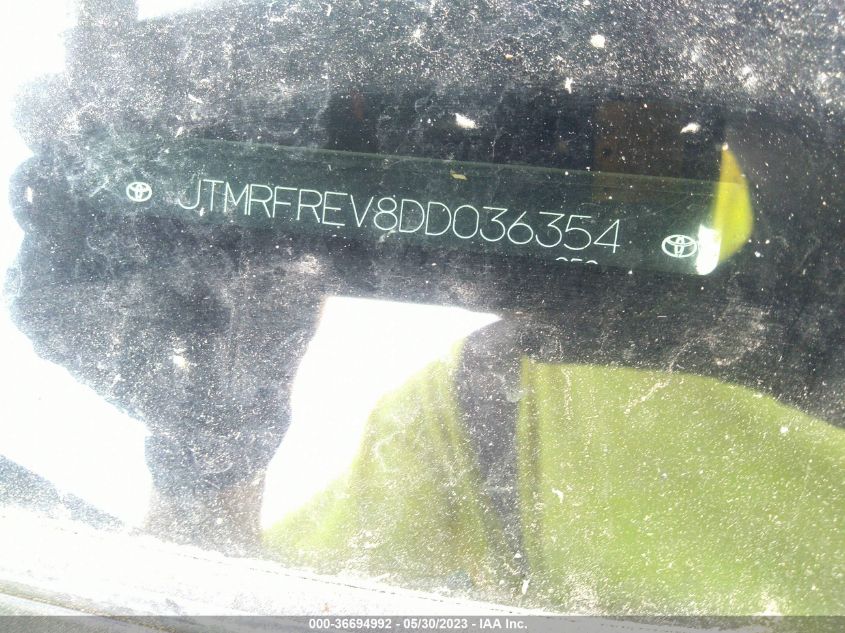 JTMRFREV8DD036354
000-36694992 - 05/30/2023 - IAA Inc.